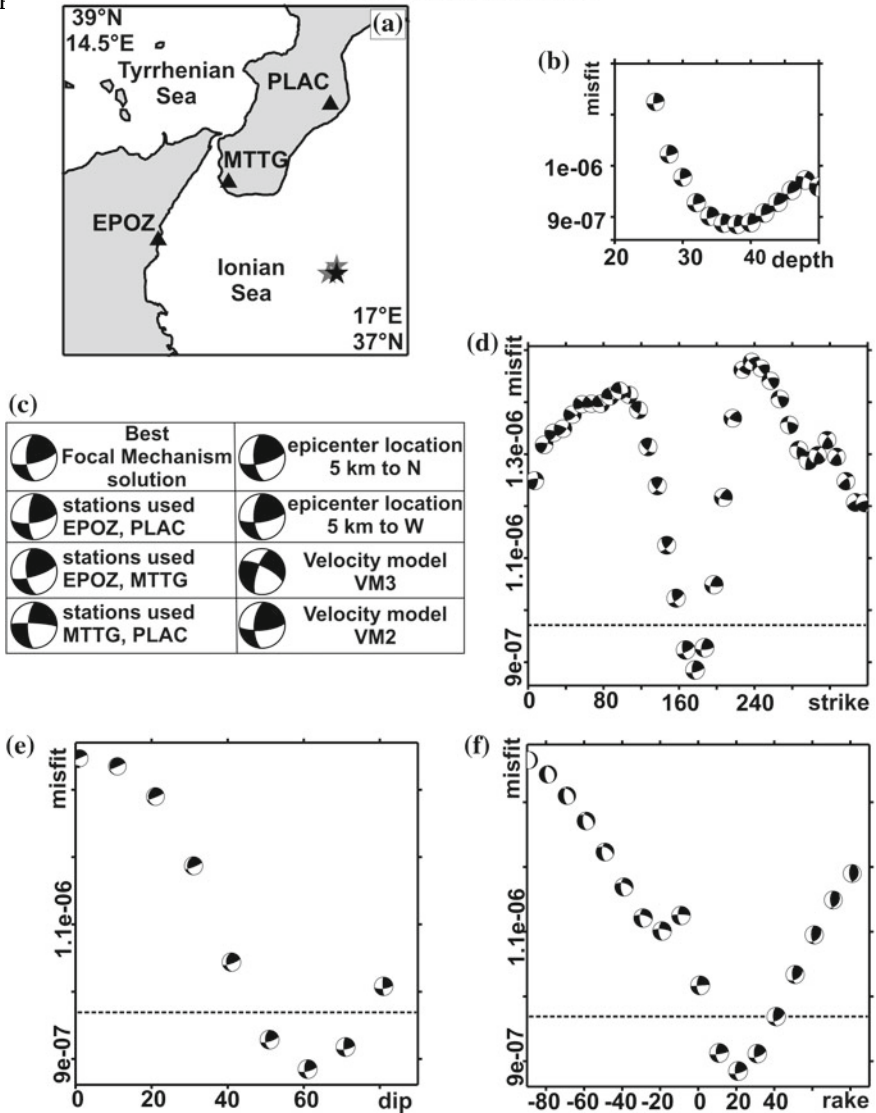 39°N
14.5°E
(a)
Tyrrhenian
Sea
PLAC
MTTG
EPOZ
Ionian
Sea
17°E
37°N
(b)
misfit
1e-06
9e-07
20
30
40
depth
(c)
Best
Focal Mechanism
solution
epicenter location
5 km to N
stations used
EPOZ, PLAC
epicenter location
5 km to W
stations used
EPOZ, MTTG
Velocity model
VM3
stations used
MTTG, PLAC
Velocity model
VM2
(d)
misfit
1.3e-06
1.1e-06
9e-07
0
80
160
240
strike
(e)
misfit
1.1e-06
9e-07
0
20
40
60
dip
(f)
misfit
1.1e-06
9e-07
-80 -60 -40 -20 0 20 40 rake